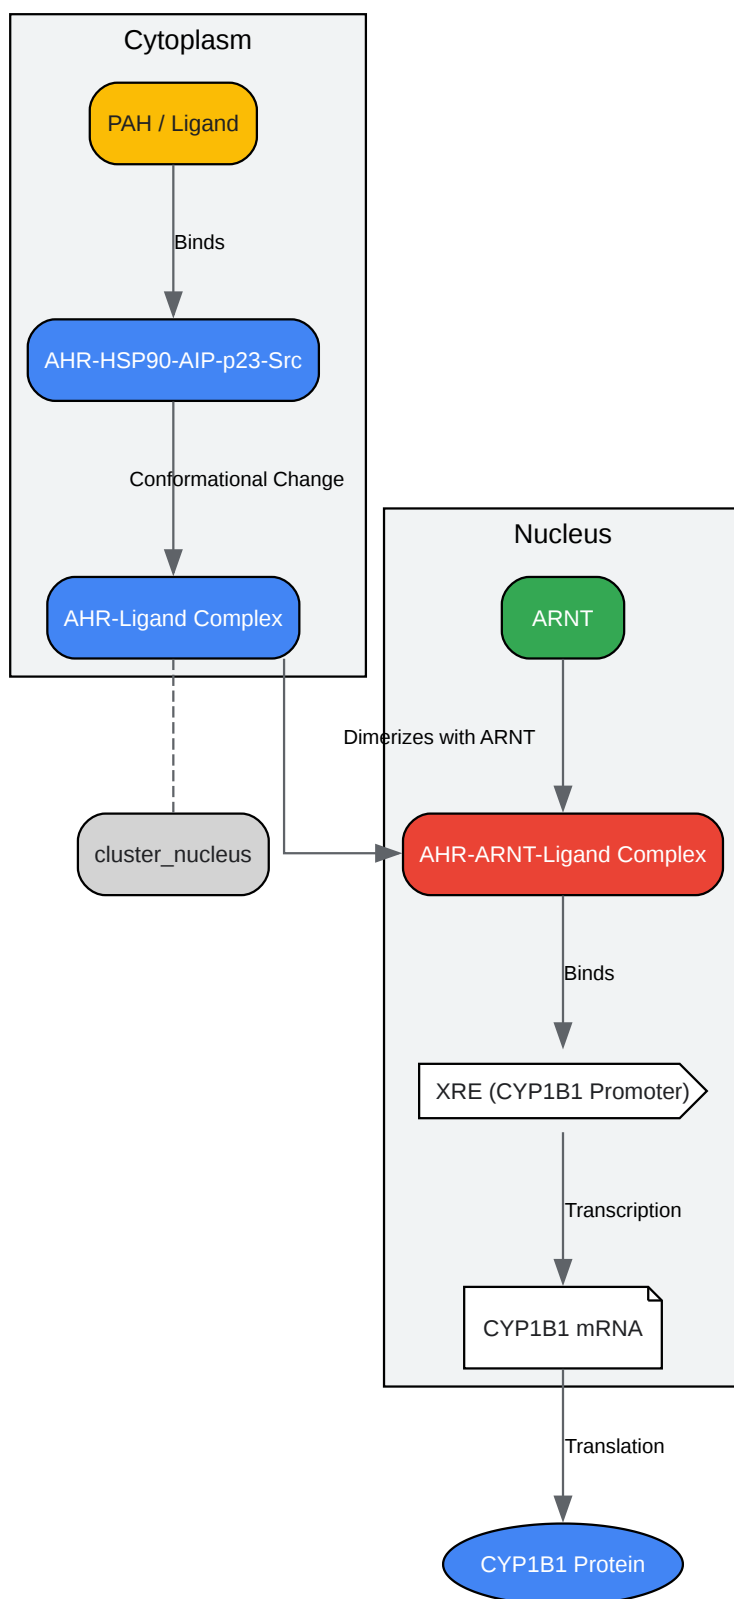 Cytoplasm
PAH / Ligand
Binds
AHR-HSP90-AIP-p23-Src
Conformational Change
AHR-Ligand Complex
Nucleus
ARNT
Dimerizes with ARNT
cluster_nucleus
AHR-ARNT-Ligand Complex
Binds
XRE (CYP1B1 Promoter)
Transcription
CYP1B1 mRNA
Translation
CYP1B1 Protein